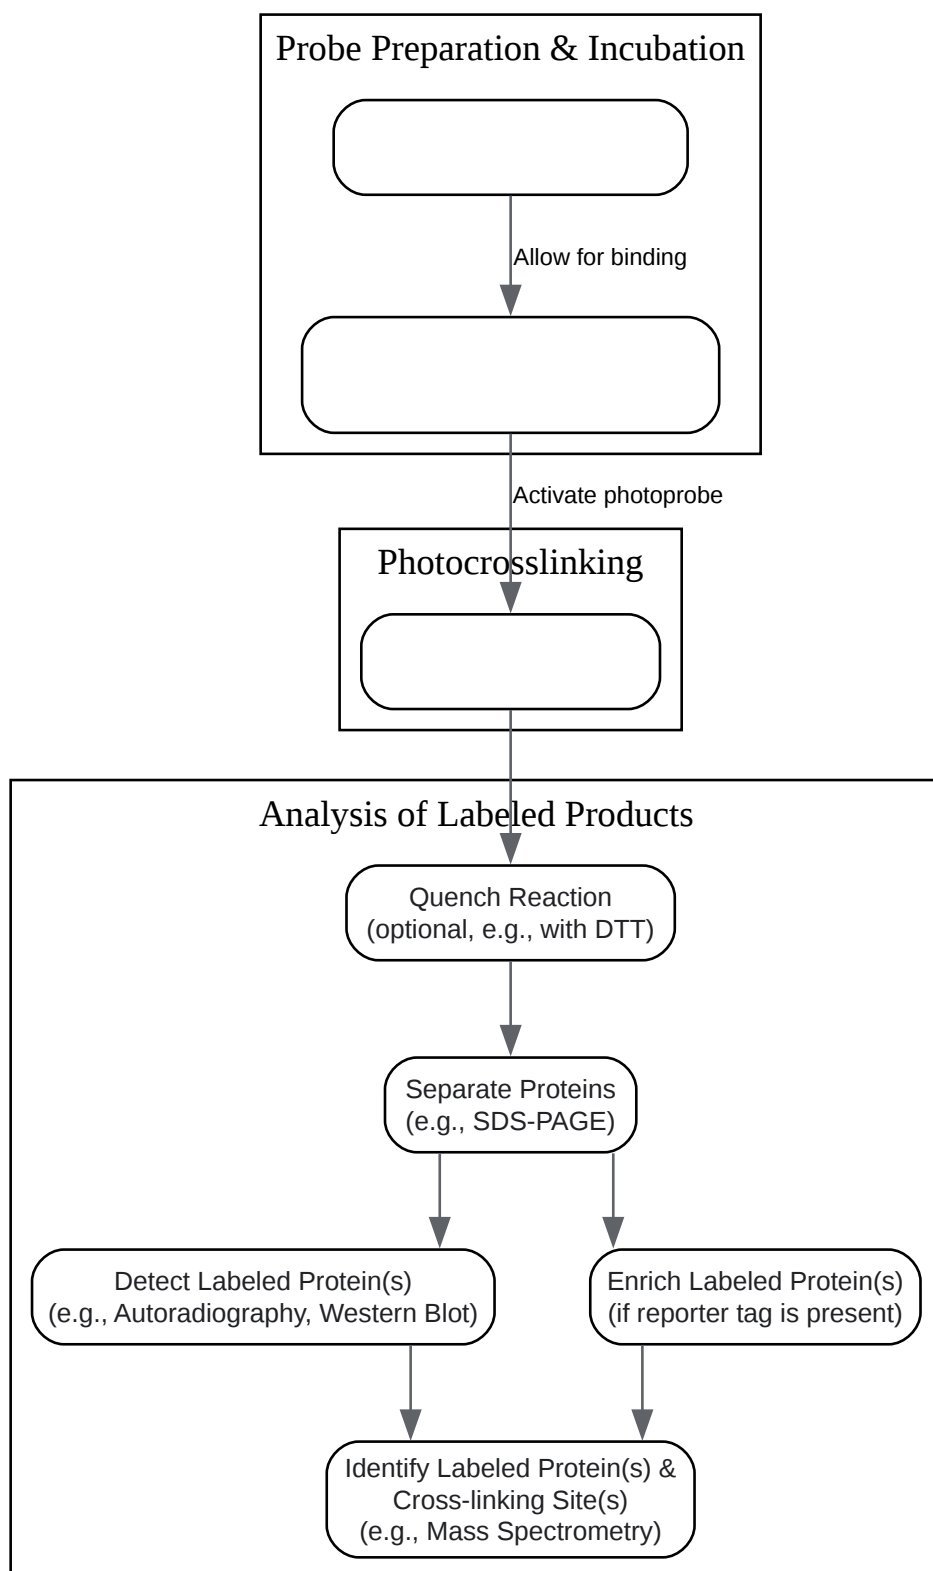 Probe Preparation & Incubation
Allow for binding
Activate photoprobe
Photocrosslinking
Analysis of Labeled Products
Quench Reaction
(optional, e.g., with DTT)
Separate Proteins
(e.g., SDS-PAGE)
Detect Labeled Protein(s)
(e.g., Autoradiography, Western Blot)
Enrich Labeled Protein(s)
(if reporter tag is present)
Identify Labeled Protein(s) &
Cross-linking Site(s)
(e.g., Mass Spectrometry)